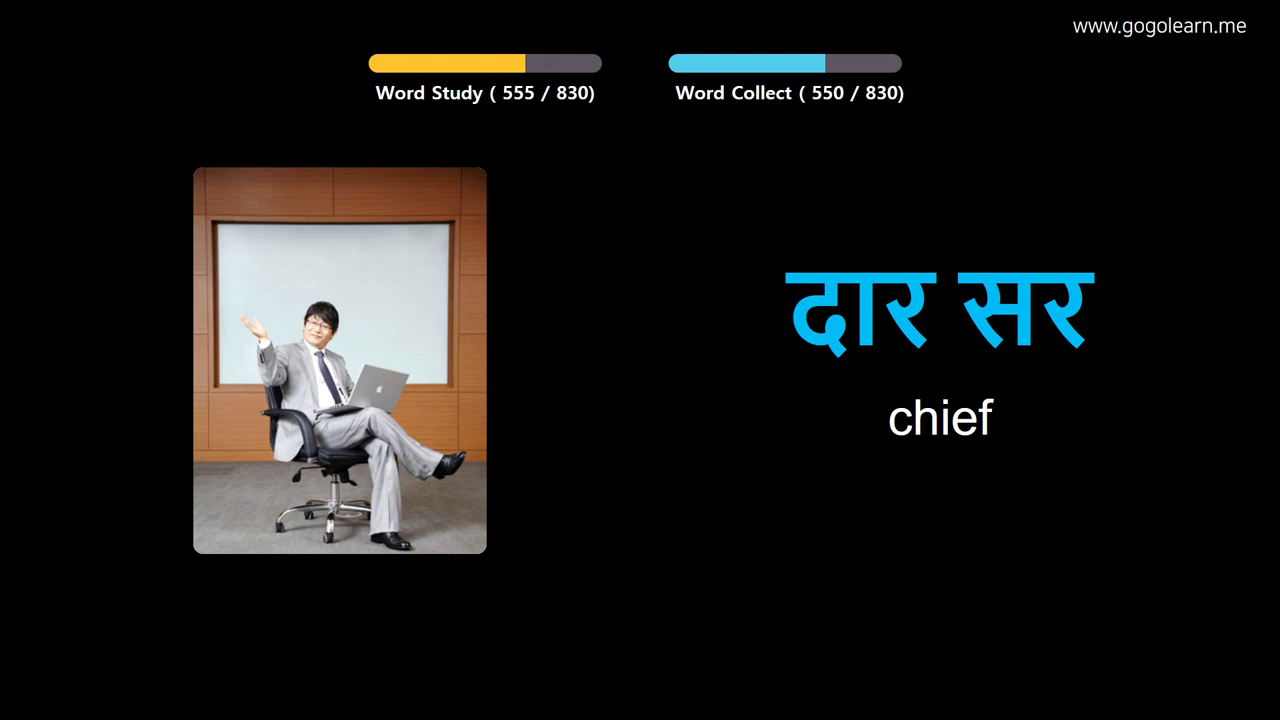 www.gogolearn.me
Word Study ( 555 / 830)
Word Collect ( 550 / 830)
दार सर
chief